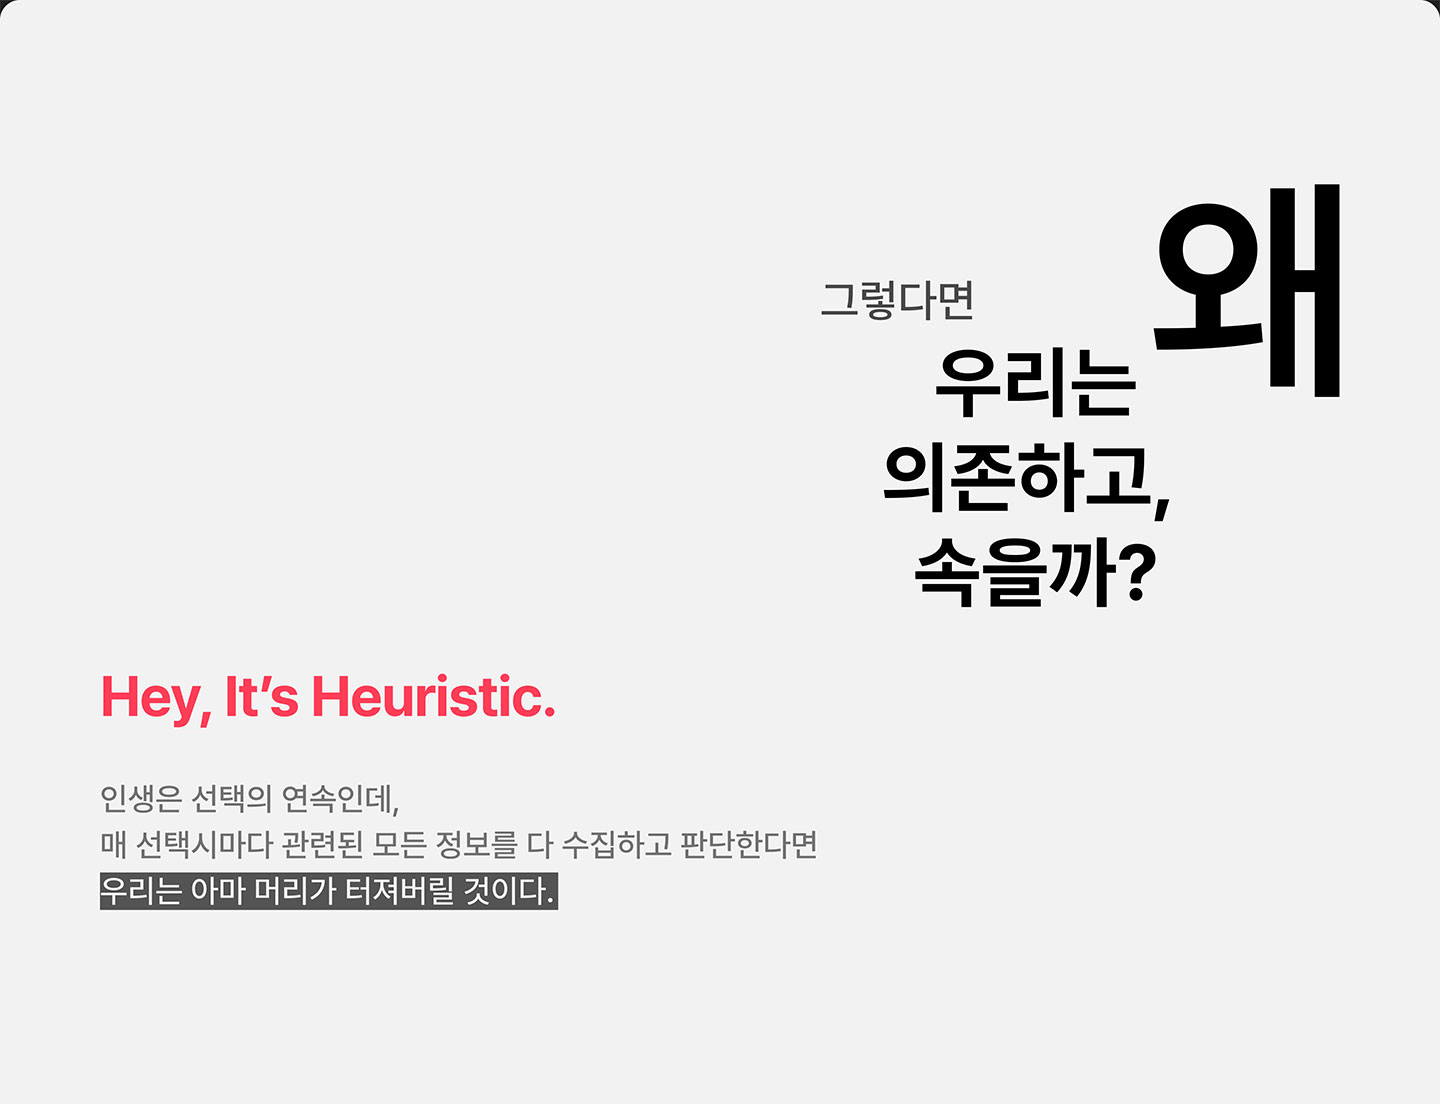 그렇다면
왜
우리는
의존하고,
속을까?
Hey, It’s Heuristic.
인생은 선택의 연속인데,
매 선택시마다 관련된 모든 정보를 다 수집하고 판단한다면
우리는 아마 머리가 터져버릴 것이다.